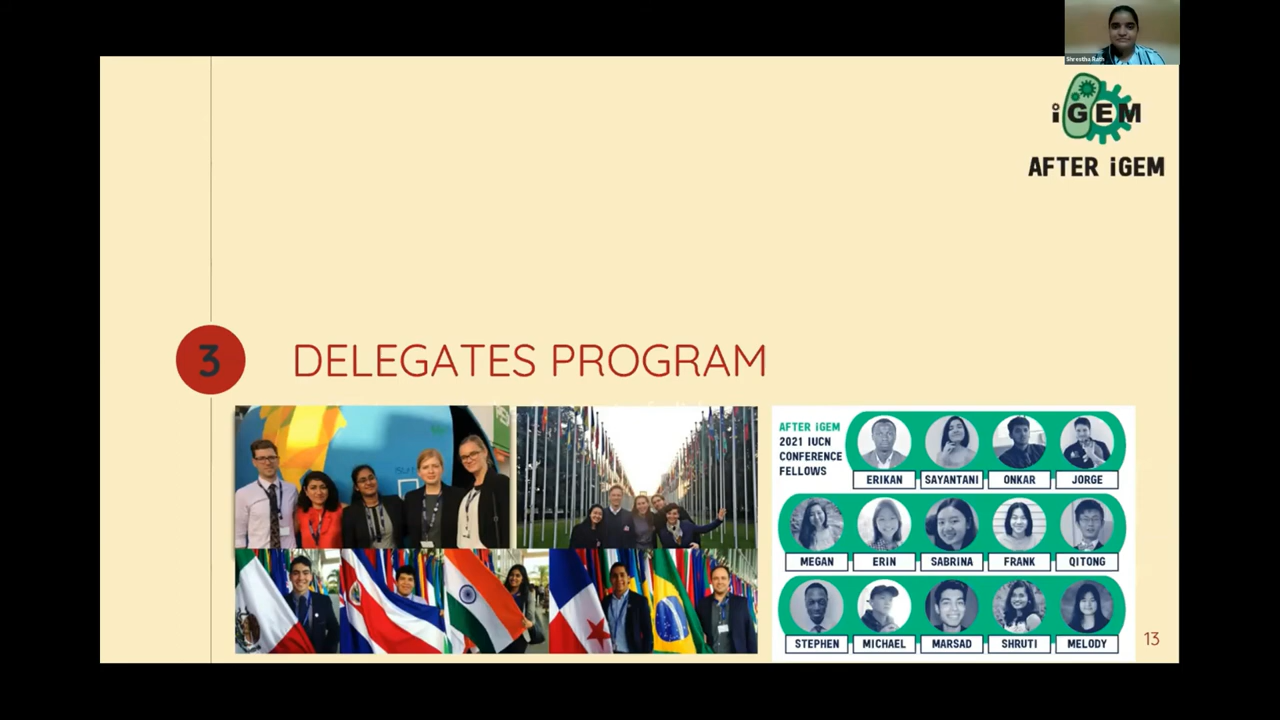 Shrestha Rath
iGEM
AFTER iGEM
3
DELEGATES PROGRAM
AFTER iGEM
2021 IUCN
CONFERENCE
FELLOWS
ERIKAN
SAYANTANI
ONKAR
JORGE
MEGAN
ERIN
SABRINA
FRANK
QITONG
STEPHEN
MICHAEL
MARSAD
SHRUTI
MELODY
13